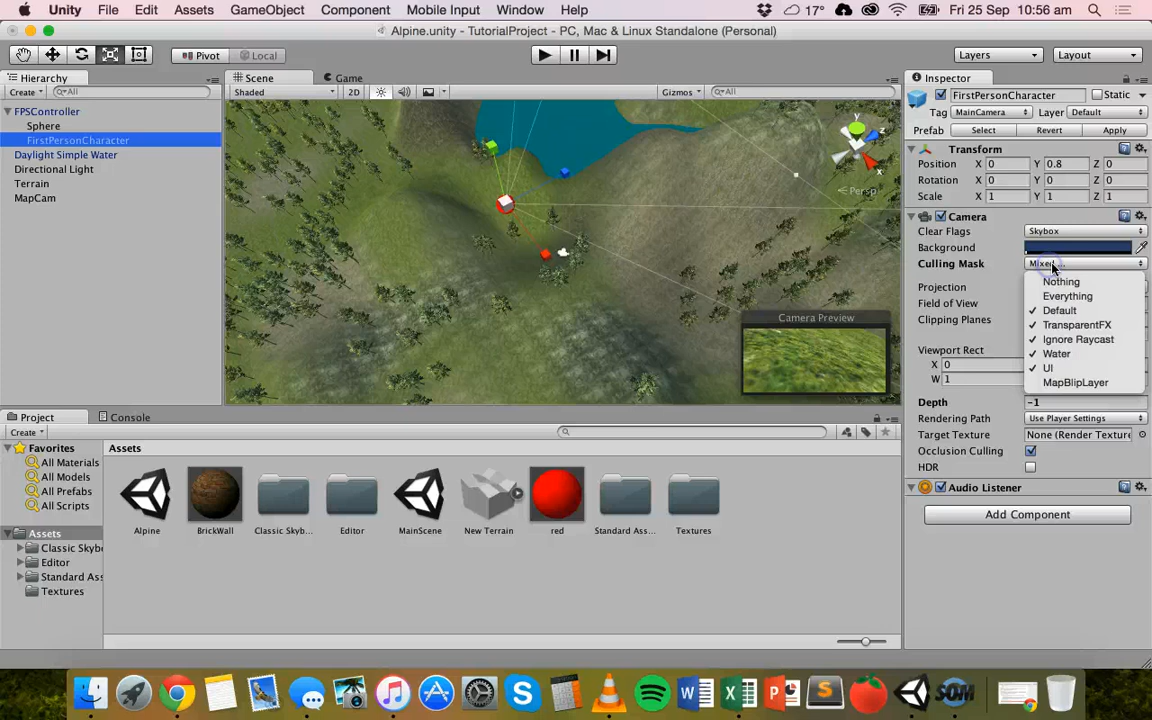 Unity File Edit Assets GameObject Component Mobile Input Window Help 17° Fri 25 Sep 10:56 am
Alpine.unity - TutorialProject - PC, Mac & Linux Standalone (Personal)
Pivot Local Layers Layout
Hierarchy Scene Game Inspector
Create All Shaded 2D Gizmos All FirstPersonCharacter Static
FPSController Tag MainCamera Layer Default
Sphere Prefab Select Revert Apply
FirstPersonCharacter
Daylight Simple Water
Directional Light
Terrain
MapCam
y
z
x
Persp
Camera Preview
Transform
Position X 0 Y 0.8 Z 0
Rotation X 0 Y 0 Z 0
Scale X 1 Y 1 Z 1
Camera
Clear Flags Skybox
Background
Culling Mask Mixed ...
Nothing
Projection
Everything
Field of View
Default
Clipping Planes
TransparentFX
Ignore Raycast
Viewport Rect
Water
X 0
UI
W 1
MapBlipLayer
Depth -1
Rendering Path Use Player Settings
Target Texture None (Render Texture
Occlusion Culling
HDR
Audio Listener
Add Component
Project Console
Create
Favorites
All Materials
All Models
All Prefabs
All Scripts
Assets
Classic Skybo
Editor
Standard Ass
Textures
Assets
Alpine BrickWall Classic Skyb... Editor MainScene New Terrain red Standard Ass... Textures
SOM